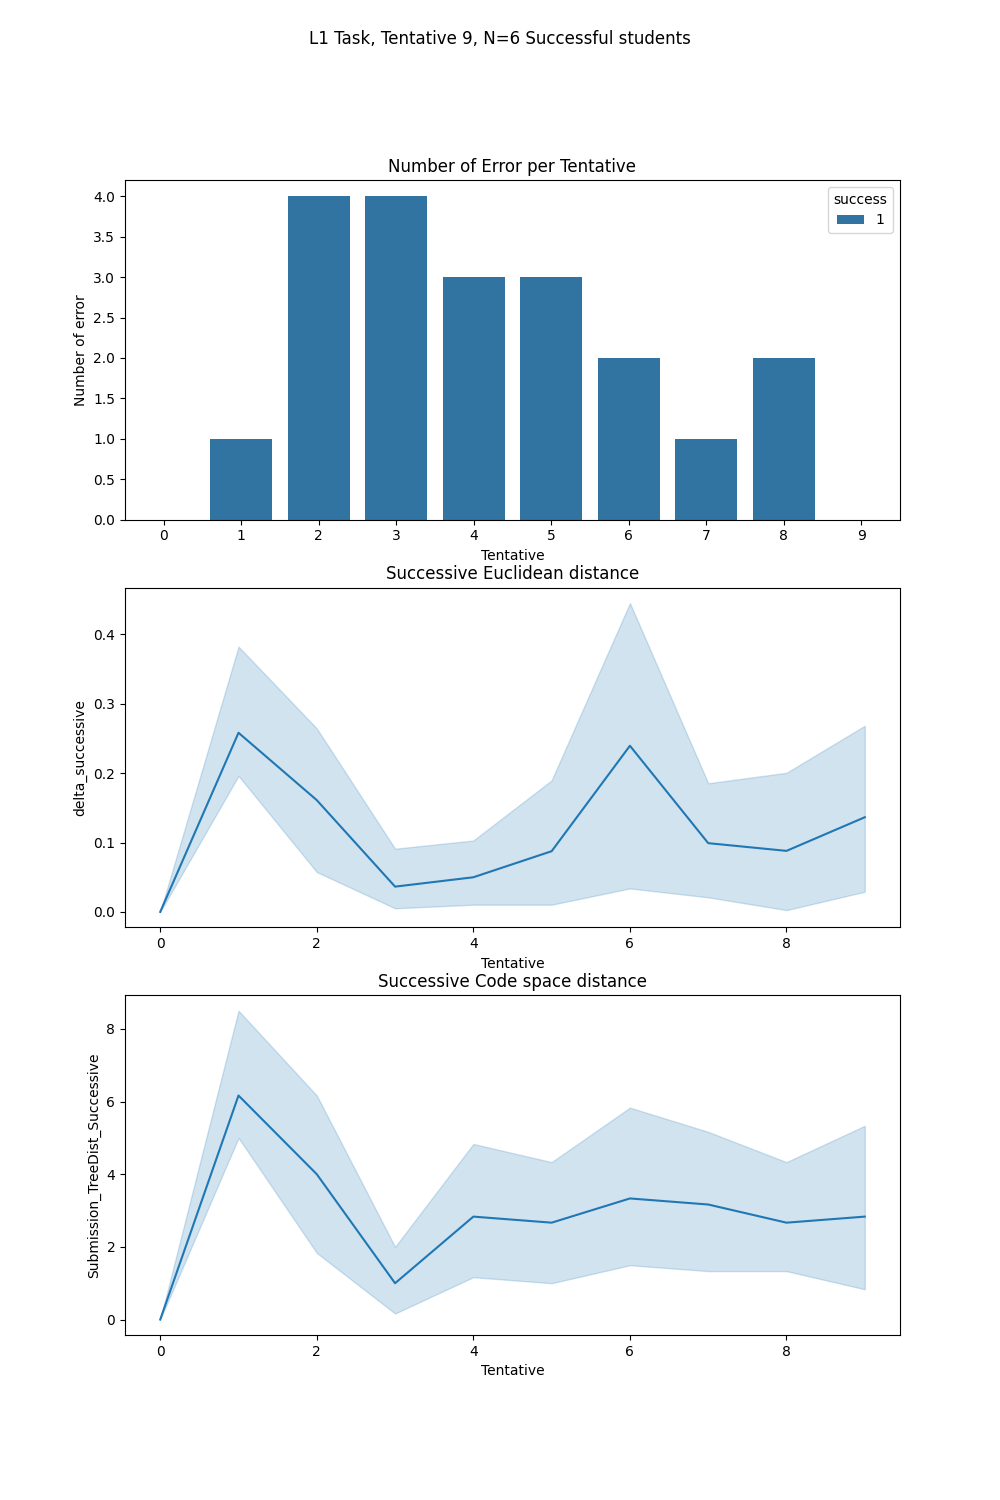 L1 Task, Tentative 9, N=6 Successful students
Number of Error per Tentative
success
1
4.0
3.5
3.0
2.5
2.0
1.5
1.0
0.5
0.0
Number of error
0 1 2 3 4 5 6 7 8 9
Tentative
Successive Euclidean distance
0.4
0.3
0.2
0.1
0.0
delta_successive
0 2 4 6 8
Tentative
Successive Code space distance
8
6
4
2
0
Submission_TreeDist_Successive
0 2 4 6 8
Tentative